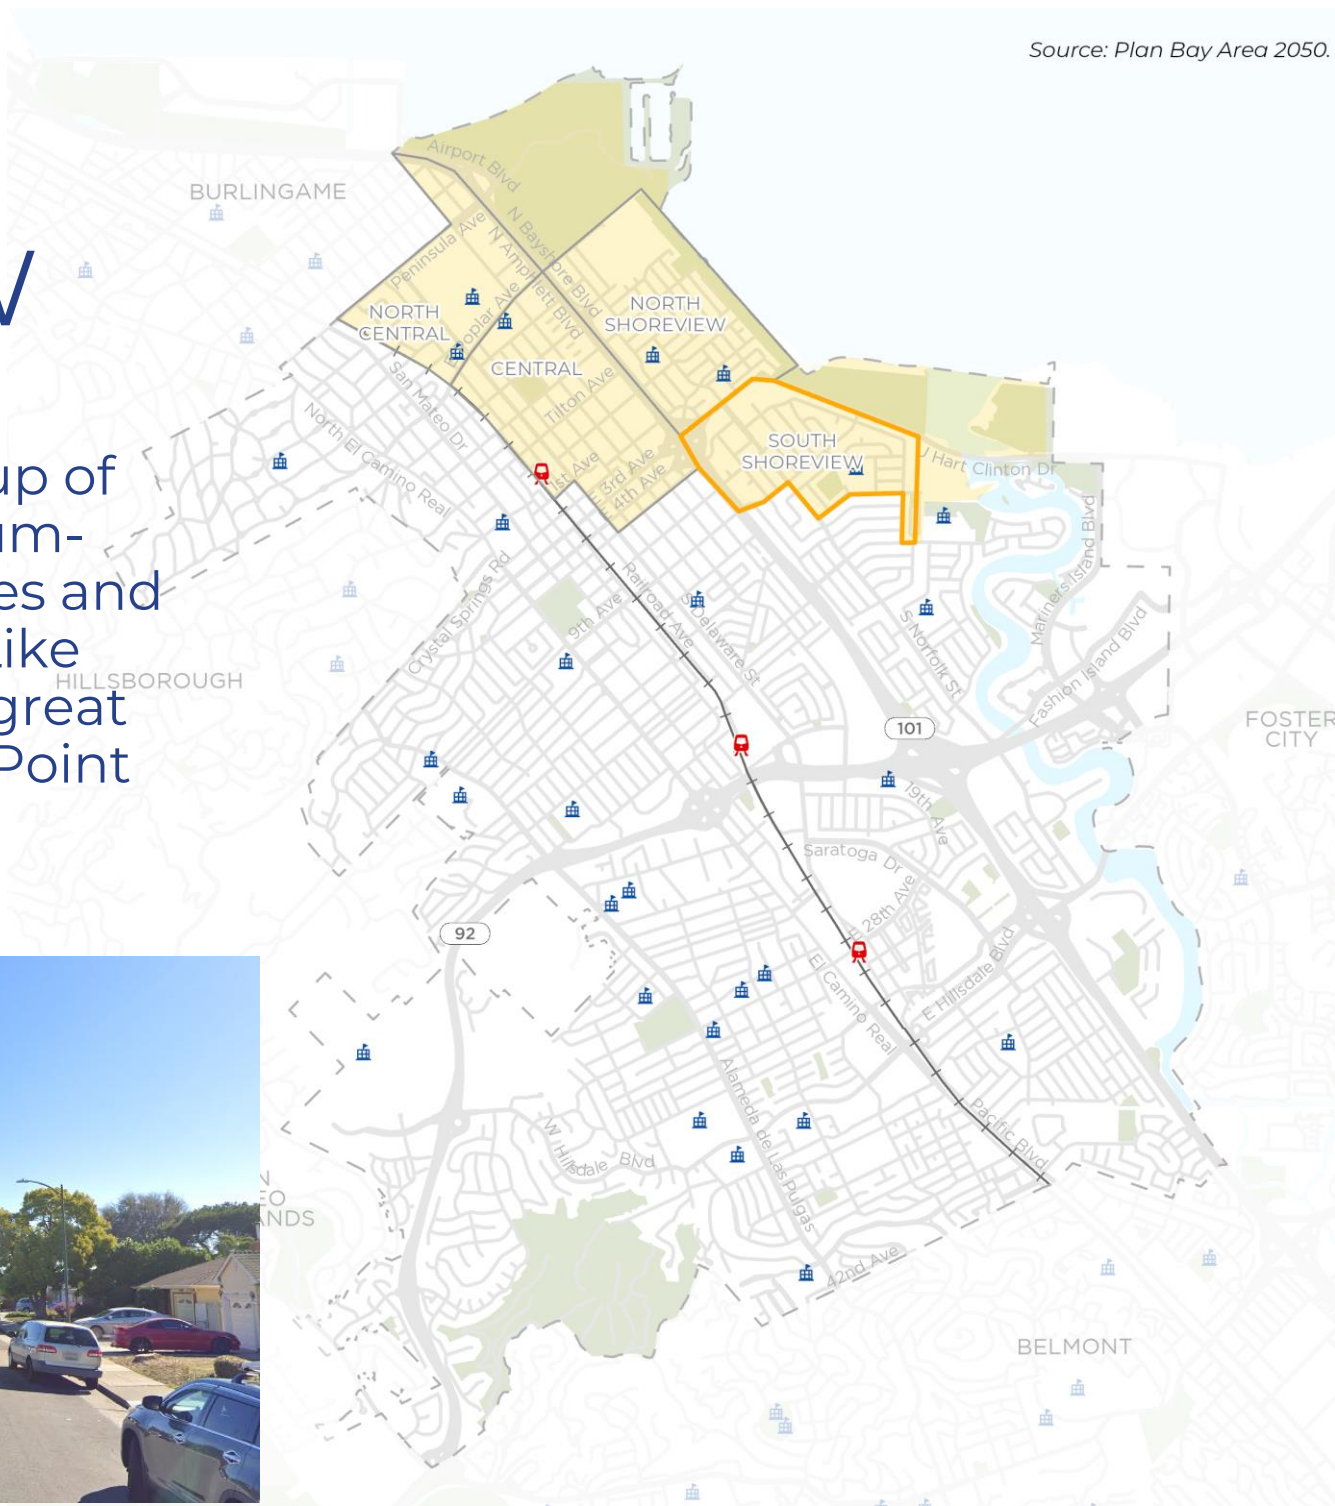 Source: Plan Bay Area 2050.
Airport Blvd
BURLINGAME
N Bayshore Blvd
Peninsula Ave
N Amphlett Blvd
NORTH
SHOREVIEW
NORTH
CENTRAL
E Poplar Ave
CENTRAL
San Mateo Dr
Tilton Ave
North El Camino Real
SOUTH
SHOREVIEW
J Hart Clinton Dr
1st Ave
3rd Ave
4th Ave
up of
um-
es and
like
great
Point
HILLSBOROUGH
Crystal Springs Rd
9th Ave
Railroad Ave
S Delaware St
S Norfolk St
Mariners Island Blvd
Fashion Island Blvd
101
FOSTER
CITY
19th Ave
Saratoga Dr
92
E 28th Ave
El Camino Real
E Hillsdale Blvd
Alameda de Las Pulgas
W Hillsdale Blvd
Pacific Blvd
ANDS
42nd Ave
BELMONT